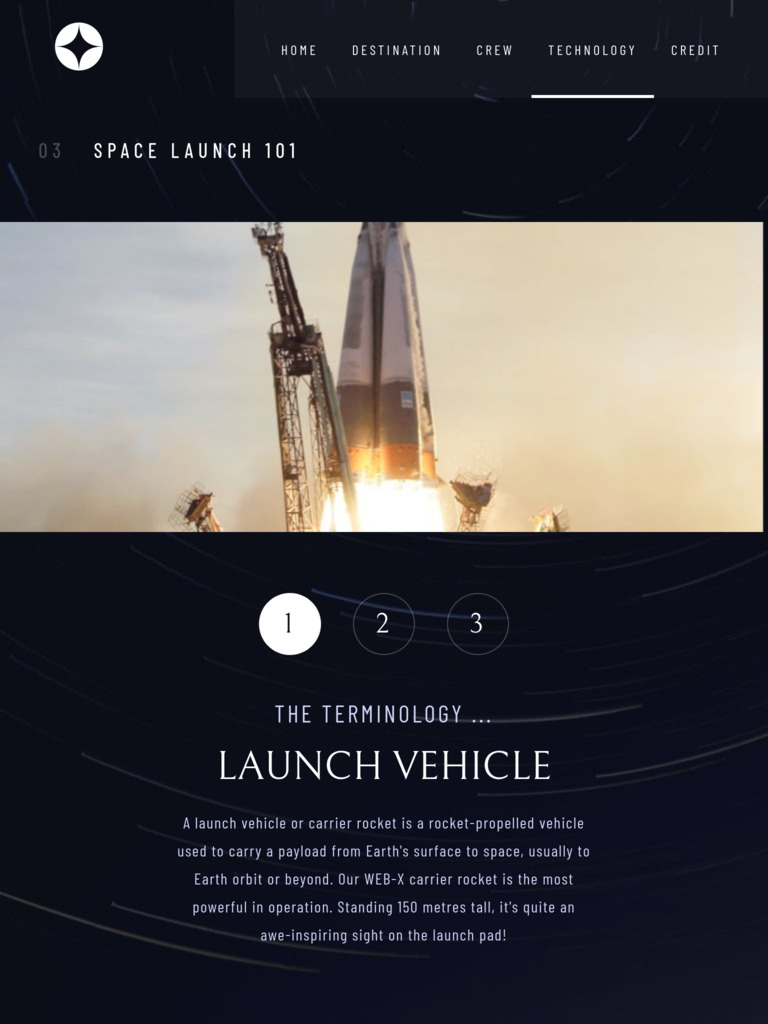 HOME DESTINATION CREW TECHNOLOGY CREDIT
03 SPACE LAUNCH 101
1 2 3
THE TERMINOLOGY ...
LAUNCH VEHICLE
A launch vehicle or carrier rocket is a rocket-propelled vehicle
used to carry a payload from Earth's surface to space, usually to
Earth orbit or beyond. Our WEB-X carrier rocket is the most
powerful in operation. Standing 150 metres tall, it's quite an
awe-inspiring sight on the launch pad!